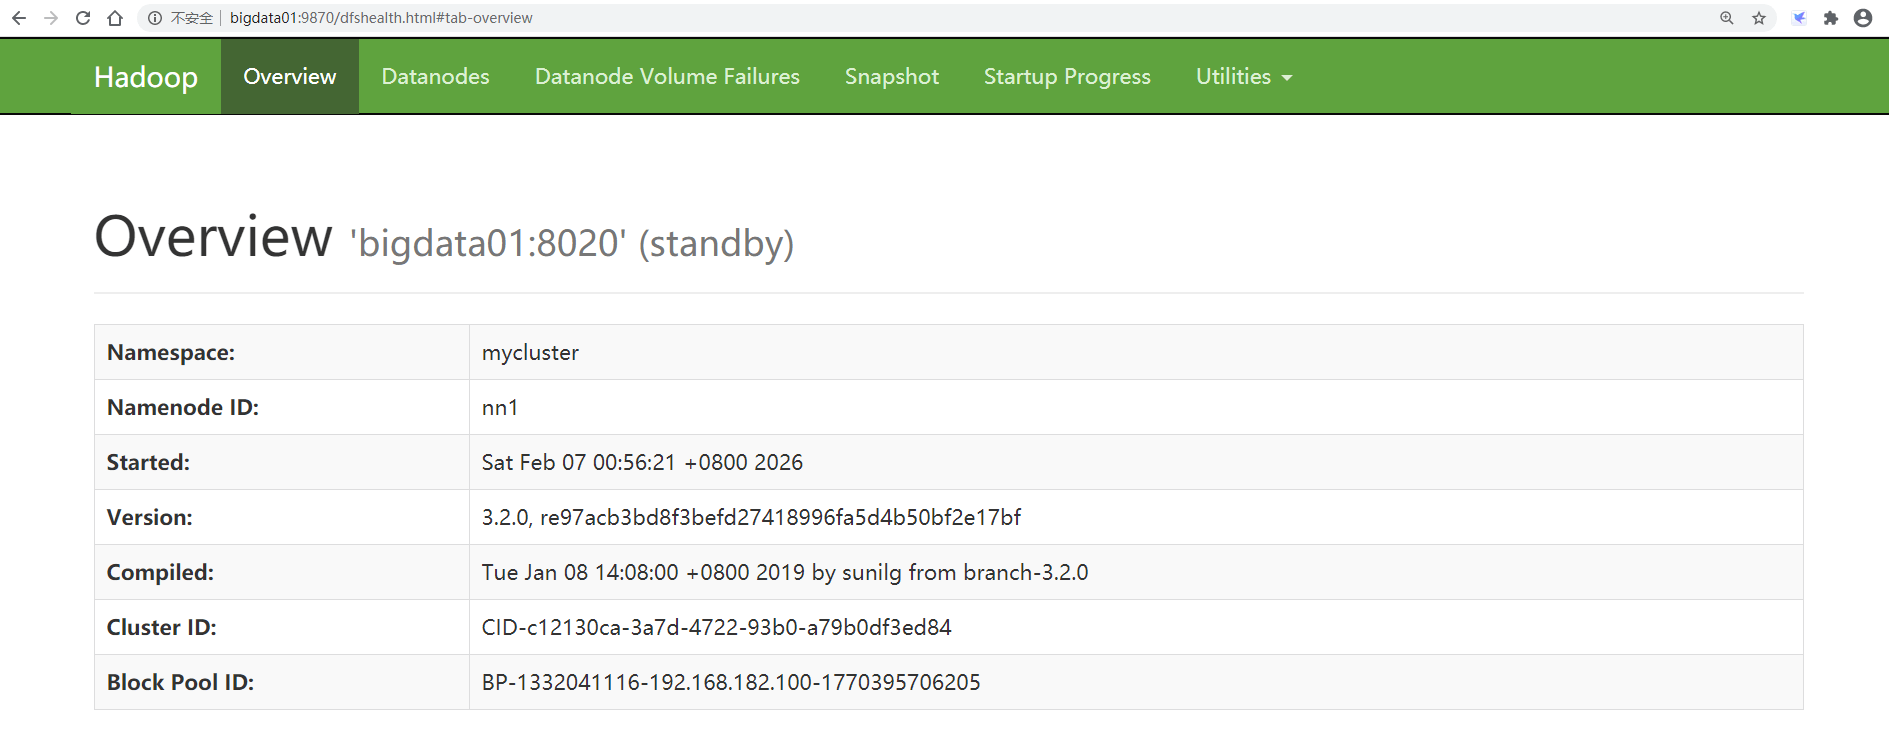 不安全 bigdata01:9870/dfshealth.html#tab-overview
Hadoop Overview Datanodes Datanode Volume Failures Snapshot Startup Progress Utilities
Overview 'bigdata01:8020' (standby)
Namespace: mycluster
Namenode ID: nn1
Started: Sat Feb 07 00:56:21 +0800 2026
Version: 3.2.0, re97acb3bd8f3befd27418996fa5d4b50bf2e17bf
Compiled: Tue Jan 08 14:08:00 +0800 2019 by sunilg from branch-3.2.0
Cluster ID: CID-c12130ca-3a7d-4722-93b0-a79b0df3ed84
Block Pool ID: BP-1332041116-192.168.182.100-1770395706205